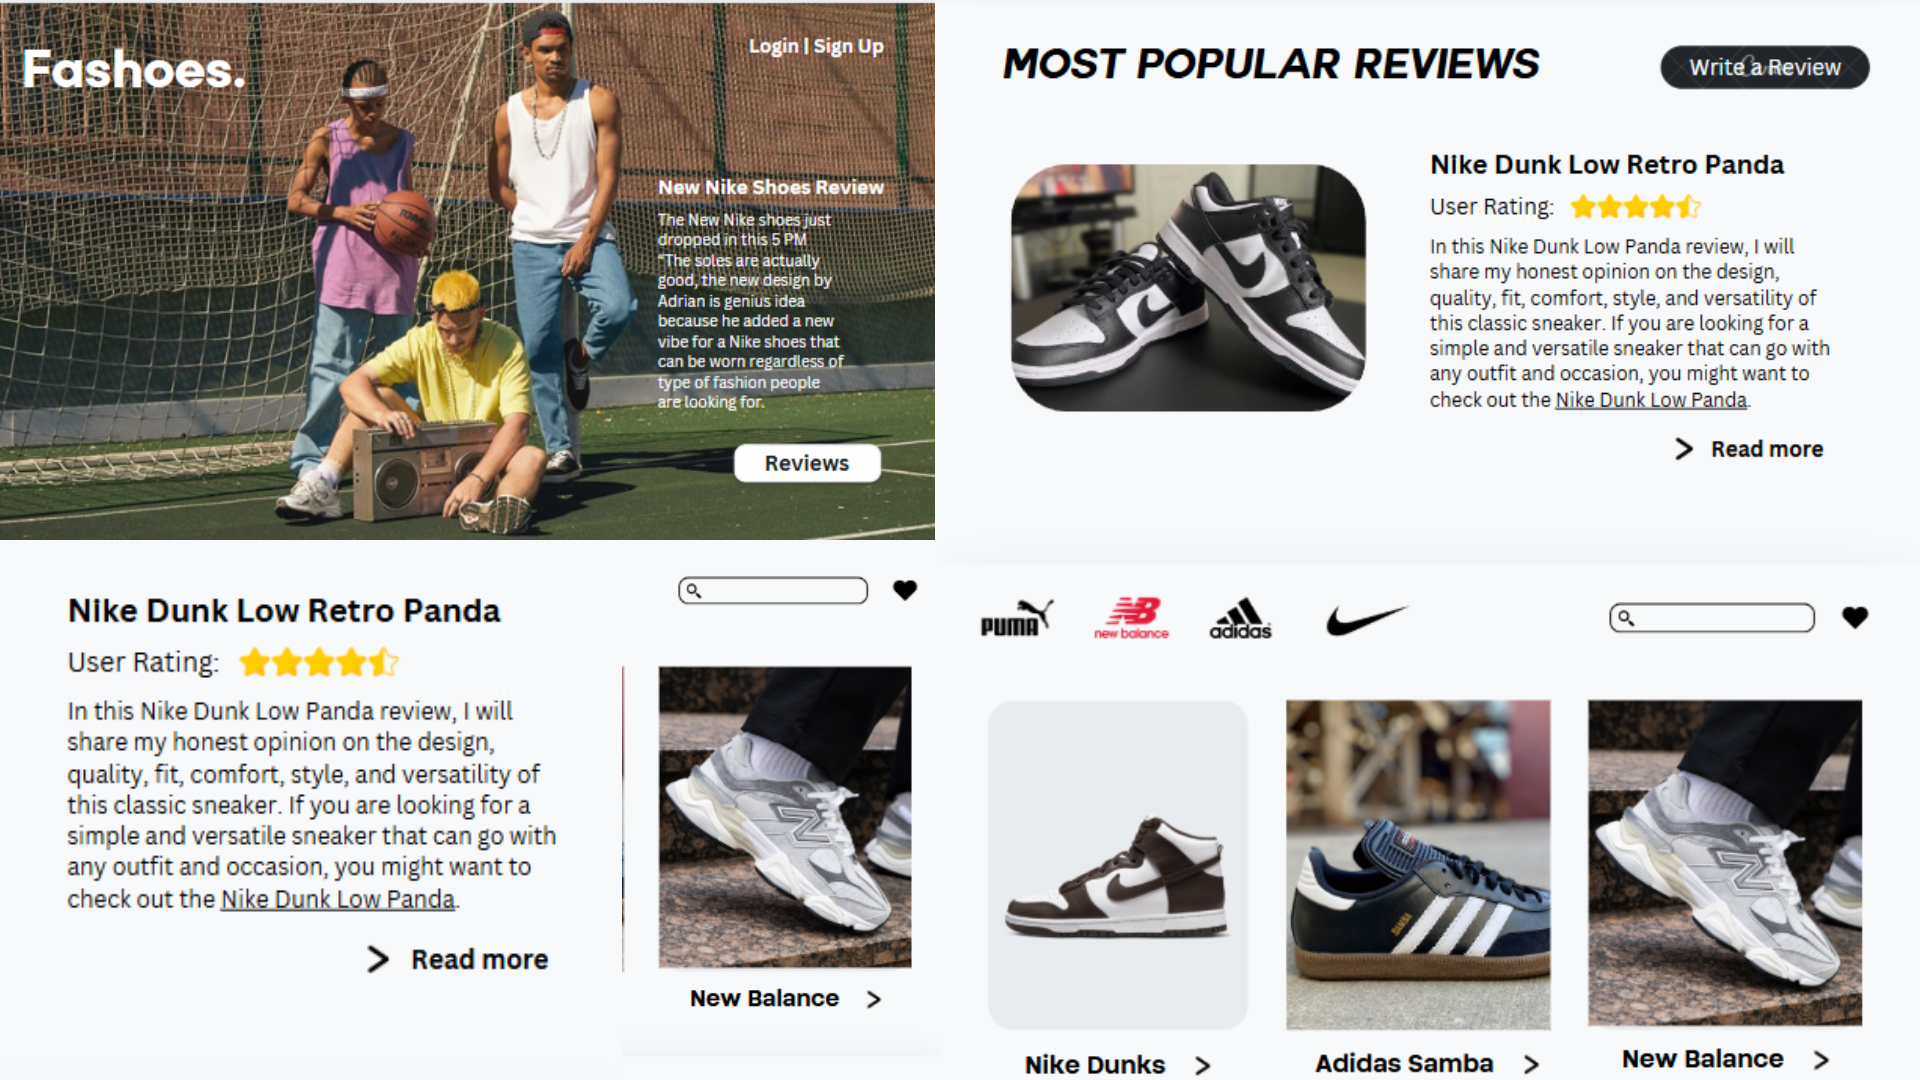 Fashoes.
Login | Sign Up
New Nike Shoes Review
The New Nike shoes just
dropped in this 5 PM
"The soles are actually
good, the new design by
Adrian is genius idea
because he added a new
vibe for a Nike shoes that
can be worn regardless of
type of fashion people
are looking for.
Reviews
MOST POPULAR REVIEWS
Write a Review
Nike Dunk Low Retro Panda
User Rating:
In this Nike Dunk Low Panda review, I will
share my honest opinion on the design,
quality, fit, comfort, style, and versatility of
this classic sneaker. If you are looking for a
simple and versatile sneaker that can go with
any outfit and occasion, you might want to
check out the Nike Dunk Low Panda.
Read more
Nike Dunk Low Retro Panda
User Rating:
In this Nike Dunk Low Panda review, I will
share my honest opinion on the design,
quality, fit, comfort, style, and versatility of
this classic sneaker. If you are looking for a
simple and versatile sneaker that can go with
any outfit and occasion, you might want to
check out the Nike Dunk Low Panda.
Read more
New Balance
PUMA
NB
new balance
adidas
Nike Dunks
Adidas Samba
New Balance